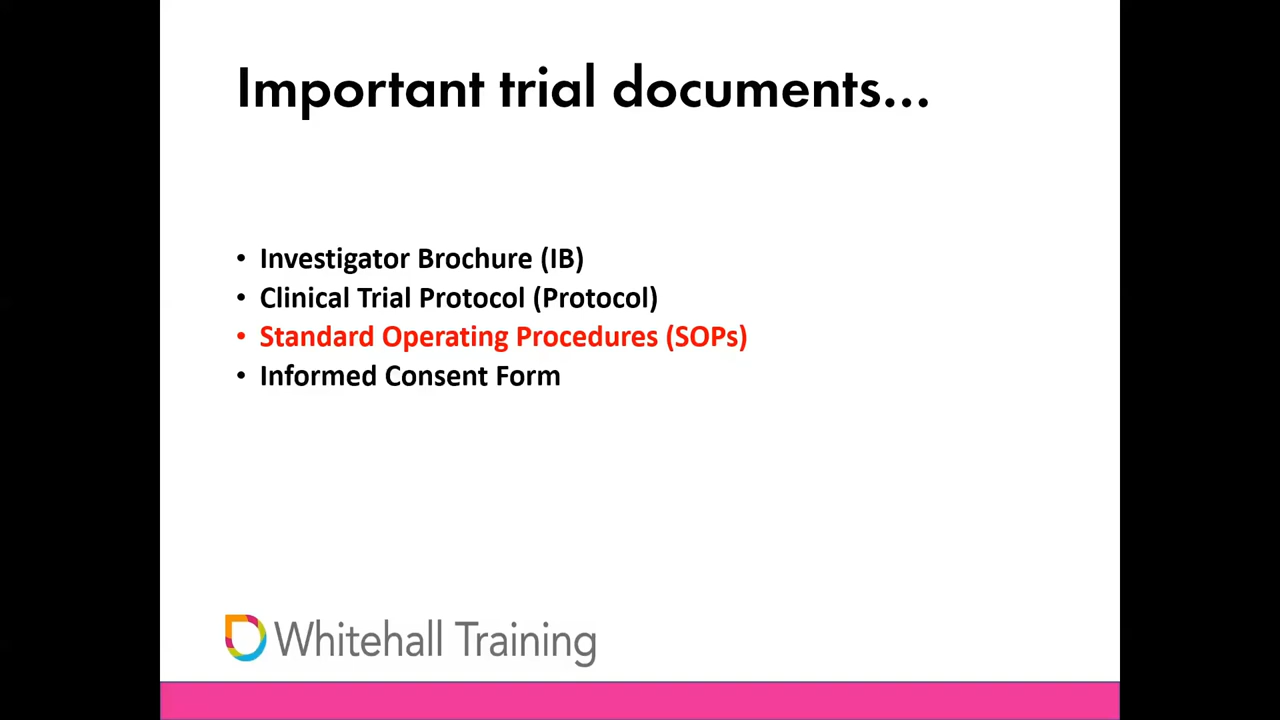 Important trial documents...
• Investigator Brochure (IB)
• Clinical Trial Protocol (Protocol)
• Standard Operating Procedures (SOPs)
• Informed Consent Form
Whitehall Training